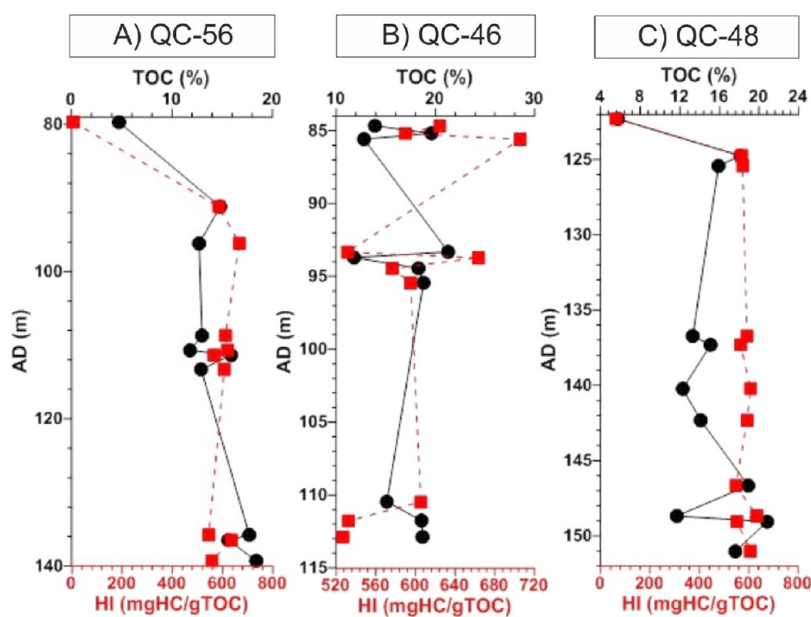 A) QC-56
B) QC-46
C) QC-48
TOC (%)
TOC (%)
TOC (%)
0 10 20
10 20 30
4 8 12 16 20 24
AD (m)
80
100
120
140
AD (m)
85
90
95
100
105
110
115
AD (m)
125
130
135
140
145
150
0 200 400 600 800
526 560 600 640 680 720
0 200 400 600 800
HI (mgHC/gTOC)
HI (mgHC/gTOC)
HI (mgHC/gTOC)